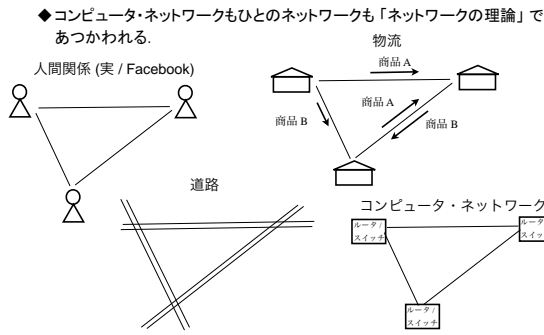 ◆コンピュータ・ネットワークもひとのネットワークも 「ネットワークの理論」 で
あつかわれる.
物流
人間関係 (実 / Facebook)
商品 A
商品 A
商品 B
商品 B
道路
コンピュータ・ネットワーク
ルータ /
スイッチ
ルータ /
スイッチ
ルータ /
スイッチ